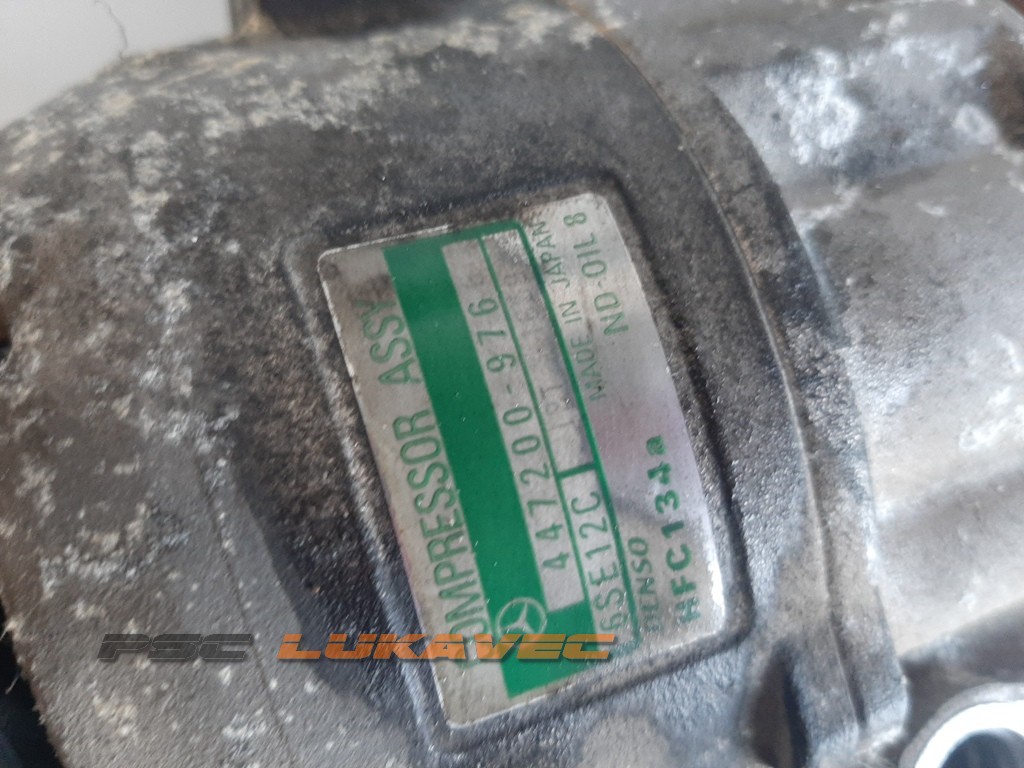 COMPRESSOR ASSY
447200-976
6SE12C
DENSO MADE IN JAPAN
HFC134a ND-OIL 8
PSC LUKAVEC